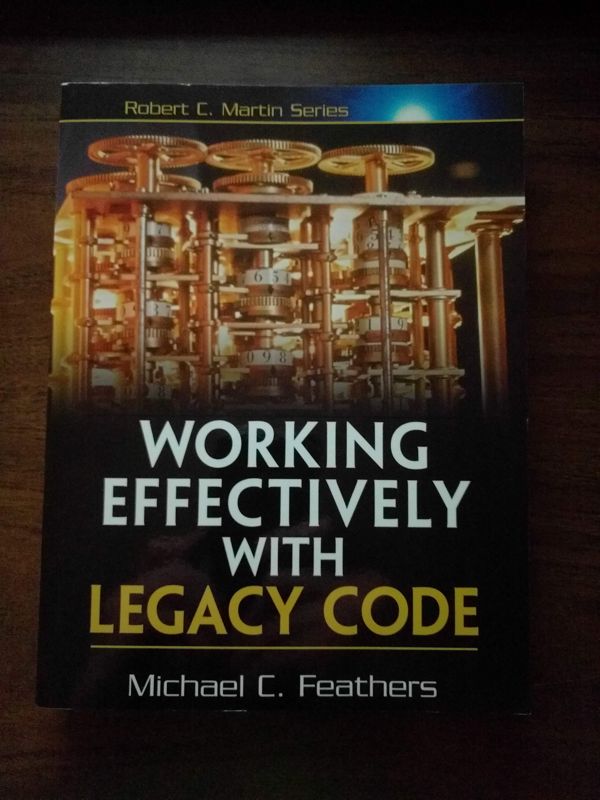 Robert C. Martin Series
WORKING
EFFECTIVELY
WITH
LEGACY CODE
Michael C. Feathers